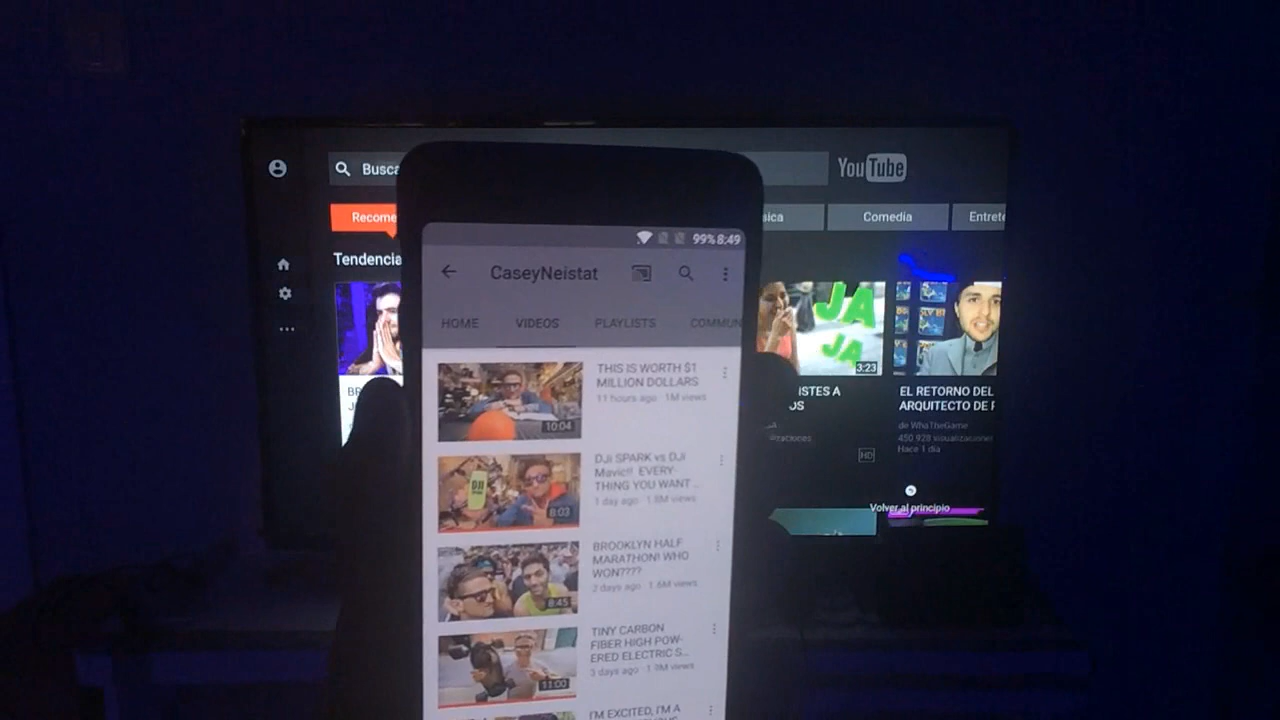 Busca
YouTube
Recome
sica
Comedia
Entrete
Tendencia
99% 8:49
CaseyNeistat
HOME
VIDEOS
PLAYLISTS
COMMUN
THIS IS WORTH $1
MILLION DOLLARS
11 hours ago · 1M views
10:04
DJI SPARK vs DJI
Mavic!! EVERY-
THING YOU WANT ...
1 day ago · 1.8M views
8:03
BROOKLYN HALF
MARATHON! WHO
WON????
2 days ago · 1.6M views
8:45
TINY CARBON
FIBER HIGH POW-
ERED ELECTRIC S...
3 days ago · 1.9M views
11:00
I'M EXCITED, I'M A
BR
JA
JA
3:23
ISTES A
OS
HD
EL RETORNO DEL
ARQUITECTO DE F
de WhaTheGame
450.928 visualizacione
Hace 1 día
Volver al principio